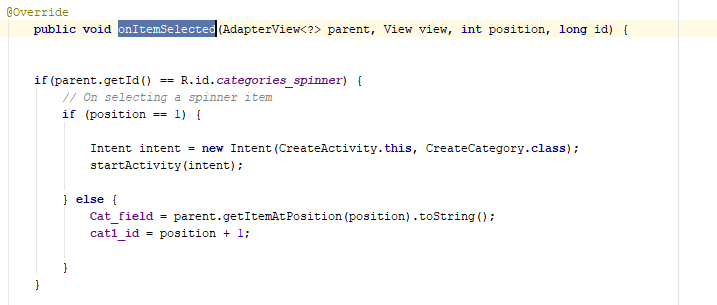 @Override
public void onItemSelected(AdapterView<?> parent, View view, int position, long id) {
if(parent.getId() == R.id.categories_spinner) {
// On selecting a spinner item
if (position == 1) {
Intent intent = new Intent(CreateActivity.this, CreateCategory.class);
startActivity(intent);
} else {
Cat_field = parent.getItemAtPosition(position).toString();
cat1_id = position + 1;
}
}